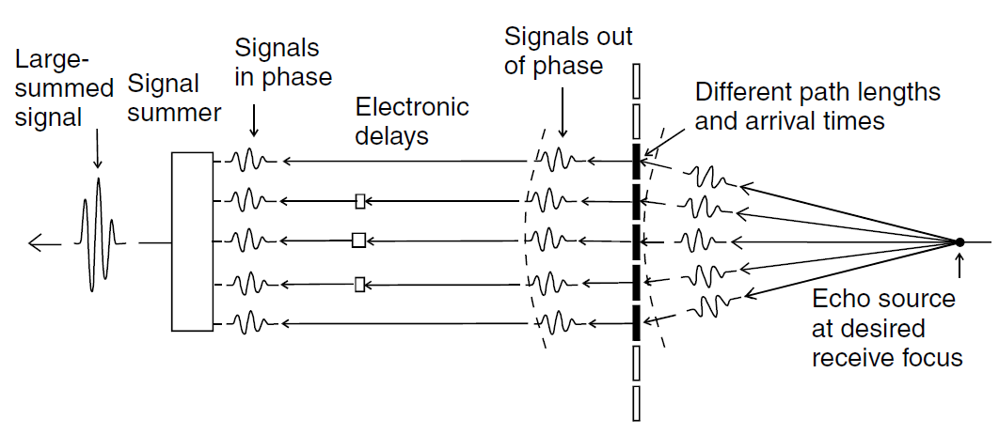 Large-
summed
signal
Signal
summer
Signals
in phase
Electronic
delays
Signals out
of phase
Different path lengths
and arrival times
Echo source
at desired
receive focus